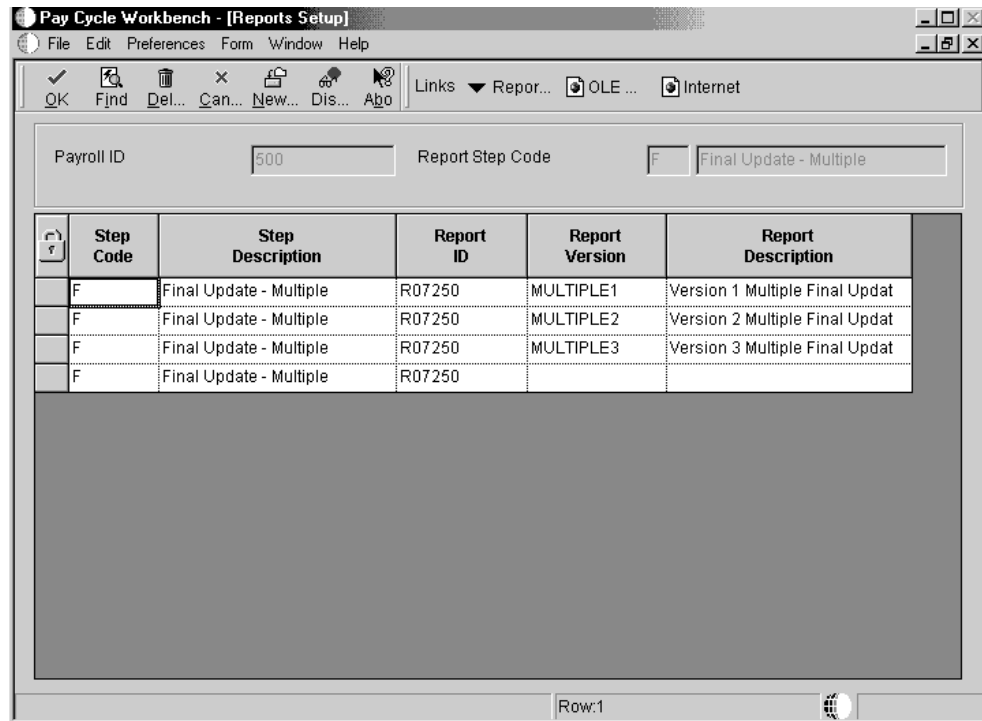 Pay Cycle Workbench - [Reports Setup]
File Edit Preferences Form Window Help
OK Find Del... Can... New... Dis... Abo Links Repor... OLE ... Internet
Payroll ID 500 Report Step Code F Final Update - Multiple
Step Code Step Description Report ID Report Version Report Description
F Final Update - Multiple R07250 MULTIPLE1 Version 1 Multiple Final Updat
F Final Update - Multiple R07250 MULTIPLE2 Version 2 Multiple Final Updat
F Final Update - Multiple R07250 MULTIPLE3 Version 3 Multiple Final Updat
F Final Update - Multiple R07250
Row:1